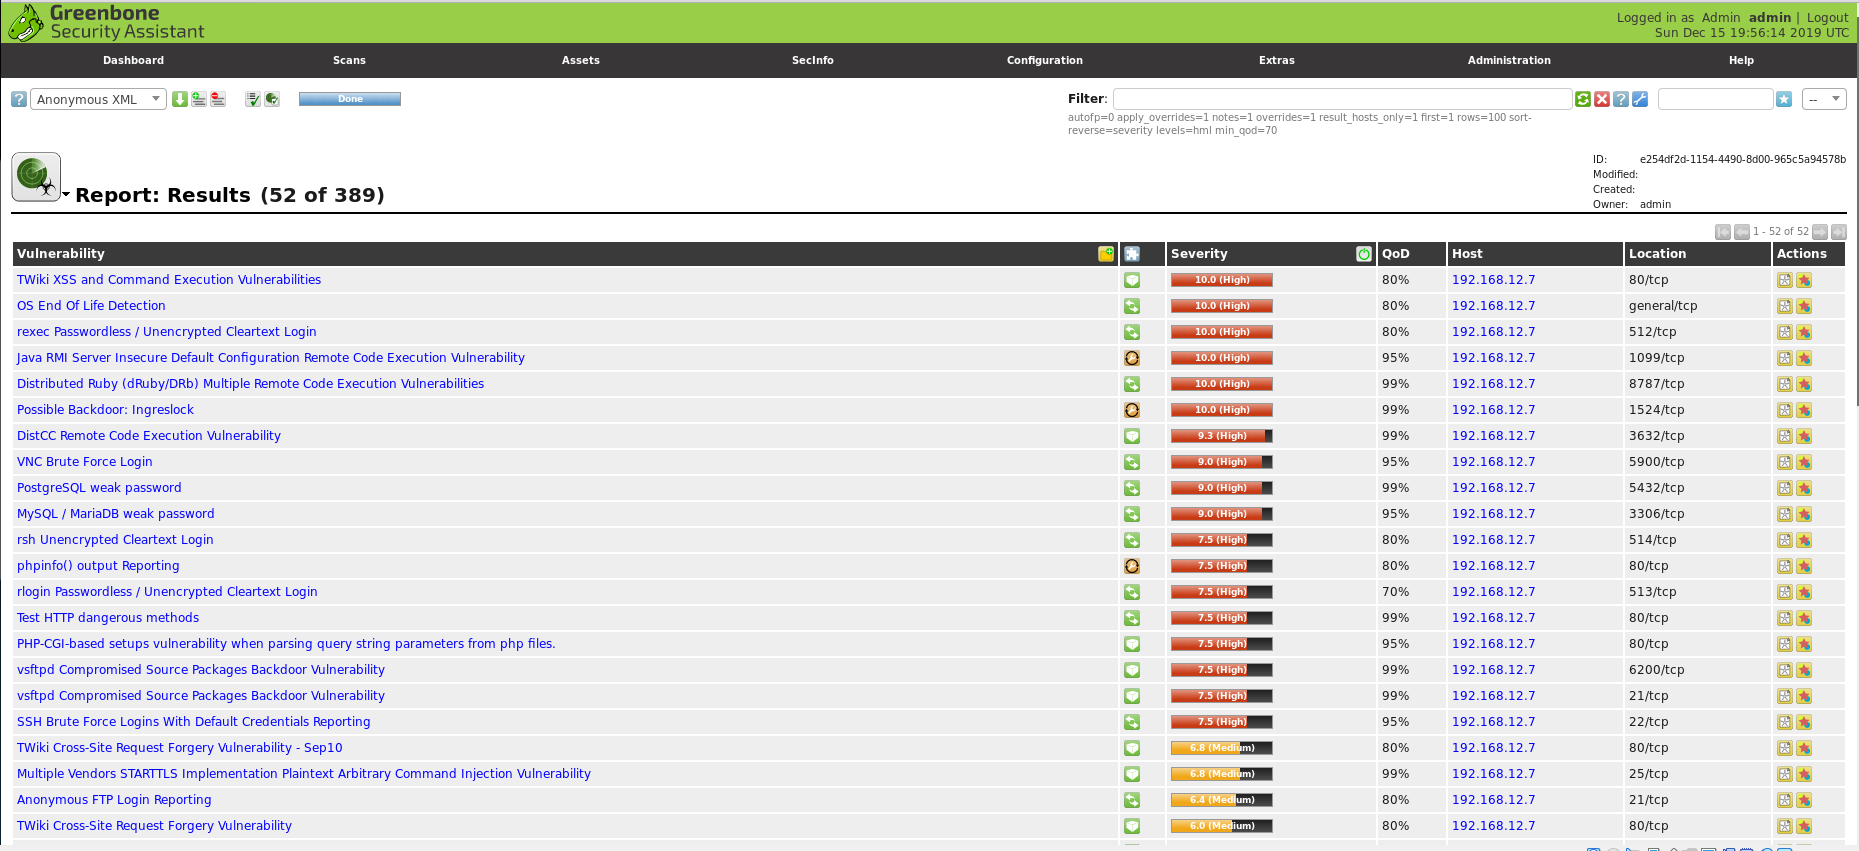 Greenbone
Security Assistant
Logged in as Admin admin | Logout
Sun Dec 15 19:56:14 2019 UTC
Dashboard Scans Assets SecInfo Configuration Extras Administration Help
? Anonymous XML Done Filter: ? --
autofp=0 apply_overrides=1 notes=1 overrides=1 result_hosts_only=1 first=1 rows=100 sort-
reverse=severity levels=hml min_qod=70
ID: e254df2d-1154-4490-8d00-965c5a94578b
Modified:
Created:
Owner: admin
Report: Results (52 of 389)
1 - 52 of 52
Vulnerability Severity QoD Host Location Actions
TWiki XSS and Command Execution Vulnerabilities 10.0 (High) 80% 192.168.12.7 80/tcp
OS End Of Life Detection 10.0 (High) 80% 192.168.12.7 general/tcp
rexec Passwordless / Unencrypted Cleartext Login 10.0 (High) 80% 192.168.12.7 512/tcp
Java RMI Server Insecure Default Configuration Remote Code Execution Vulnerability 10.0 (High) 95% 192.168.12.7 1099/tcp
Distributed Ruby (dRuby/DRb) Multiple Remote Code Execution Vulnerabilities 10.0 (High) 99% 192.168.12.7 8787/tcp
Possible Backdoor: Ingreslock 10.0 (High) 99% 192.168.12.7 1524/tcp
DistCC Remote Code Execution Vulnerability 9.3 (High) 99% 192.168.12.7 3632/tcp
VNC Brute Force Login 9.0 (High) 95% 192.168.12.7 5900/tcp
PostgreSQL weak password 9.0 (High) 99% 192.168.12.7 5432/tcp
MySQL / MariaDB weak password 9.0 (High) 95% 192.168.12.7 3306/tcp
rsh Unencrypted Cleartext Login 7.5 (High) 80% 192.168.12.7 514/tcp
phpinfo() output Reporting 7.5 (High) 80% 192.168.12.7 80/tcp
rlogin Passwordless / Unencrypted Cleartext Login 7.5 (High) 70% 192.168.12.7 513/tcp
Test HTTP dangerous methods 7.5 (High) 99% 192.168.12.7 80/tcp
PHP-CGI-based setups vulnerability when parsing query string parameters from php files. 7.5 (High) 95% 192.168.12.7 80/tcp
vsftpd Compromised Source Packages Backdoor Vulnerability 7.5 (High) 99% 192.168.12.7 6200/tcp
vsftpd Compromised Source Packages Backdoor Vulnerability 7.5 (High) 99% 192.168.12.7 21/tcp
SSH Brute Force Logins With Default Credentials Reporting 7.5 (High) 95% 192.168.12.7 22/tcp
TWiki Cross-Site Request Forgery Vulnerability - Sep10 6.8 (Medium) 80% 192.168.12.7 80/tcp
Multiple Vendors STARTTLS Implementation Plaintext Arbitrary Command Injection Vulnerability 6.8 (Medium) 99% 192.168.12.7 25/tcp
Anonymous FTP Login Reporting 6.4 (Medium) 80% 192.168.12.7 21/tcp
TWiki Cross-Site Request Forgery Vulnerability 6.0 (Medium) 80% 192.168.12.7 80/tcp